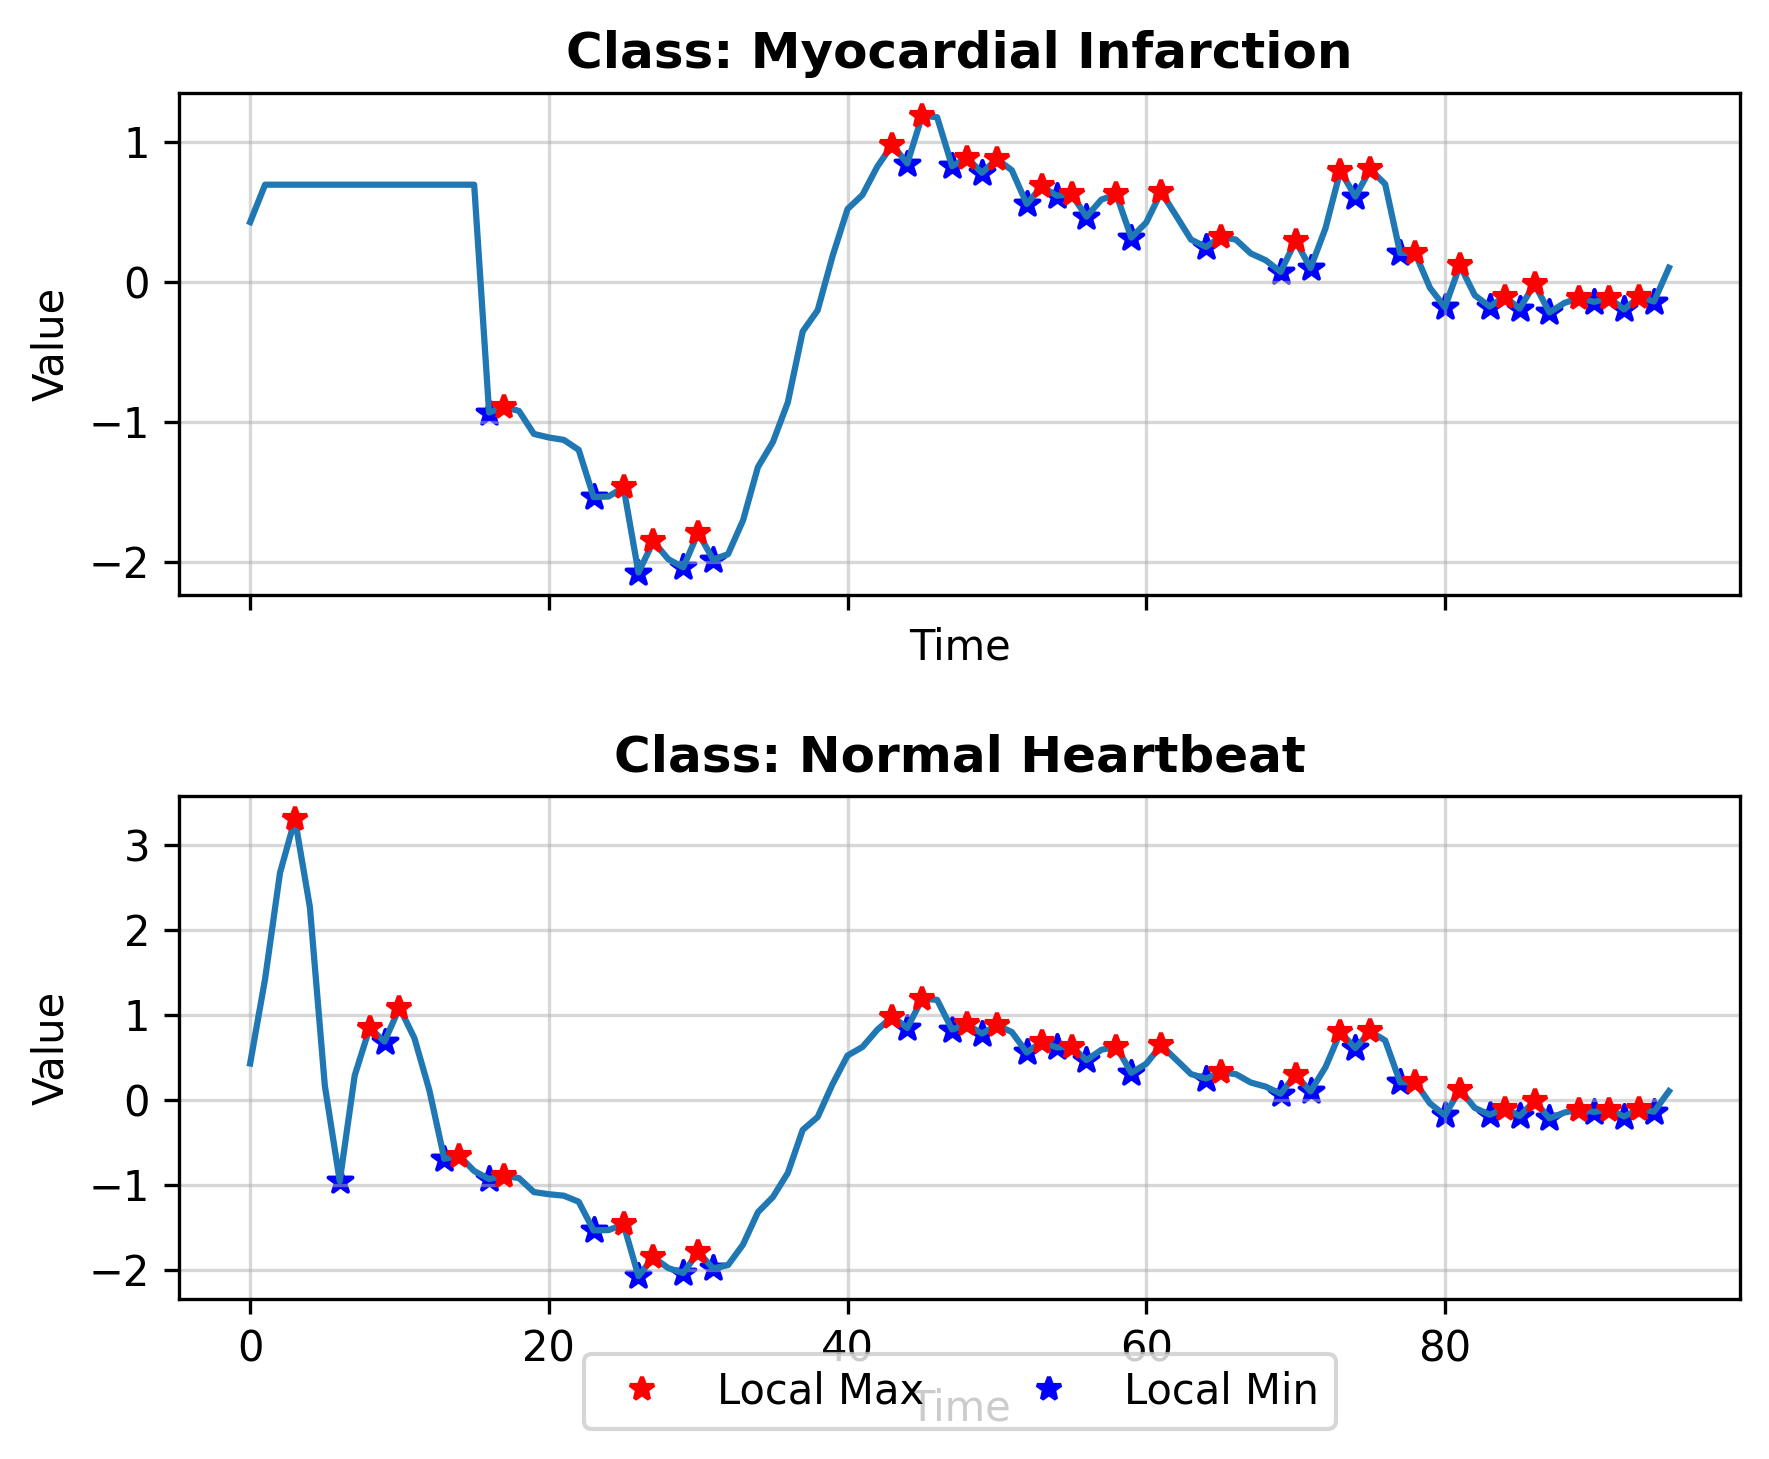 Class: Myocardial Infarction
1
0
−1
−2
Value
Time
Class: Normal Heartbeat
3
2
1
0
−1
−2
Value
0 20 40 60 80
Time
Local Max Local Min